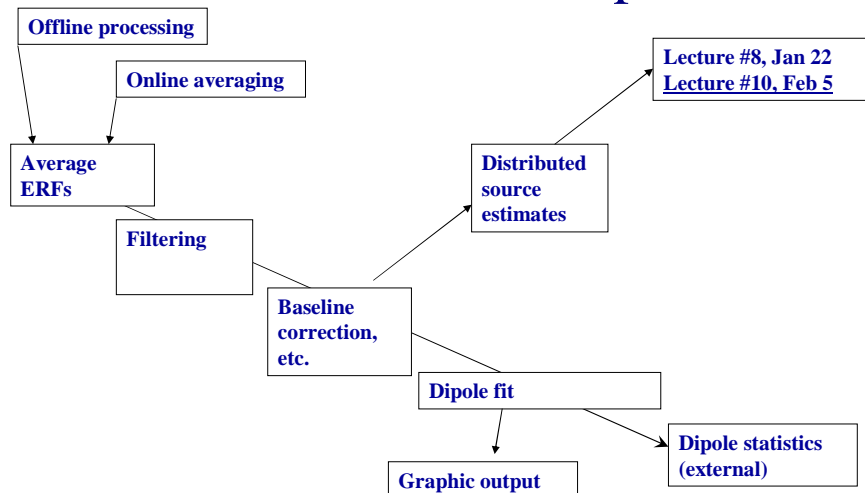 Offline processing
Online averaging
Lecture #8, Jan 22
Lecture #10, Feb 5
Average
ERFs
Distributed
source
estimates
Filtering
Baseline
correction,
etc.
Dipole fit
Dipole statistics
(external)
Graphic output